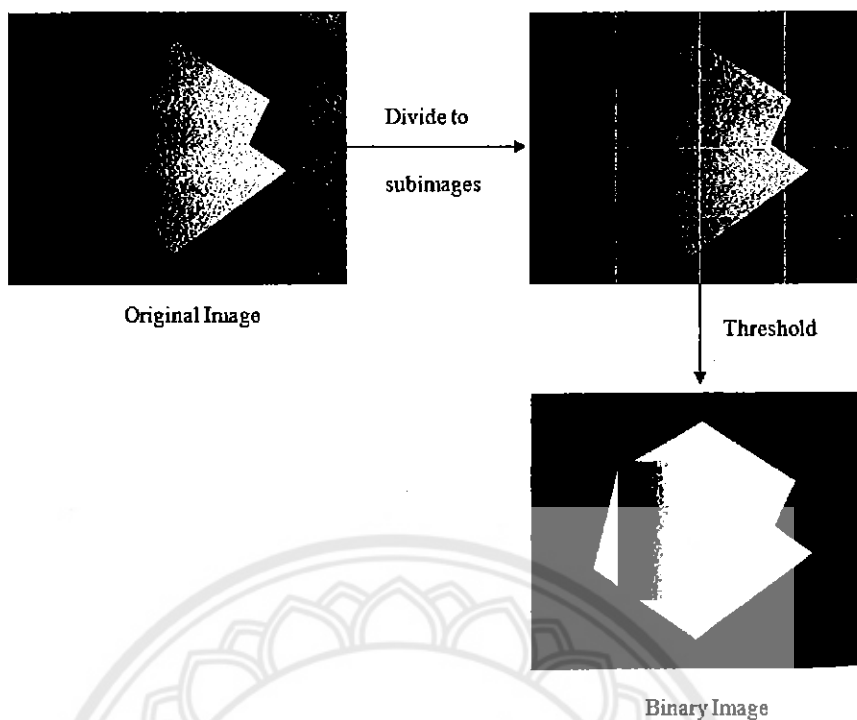 Divide to
subimages
Original Image
Threshold
Binary Image